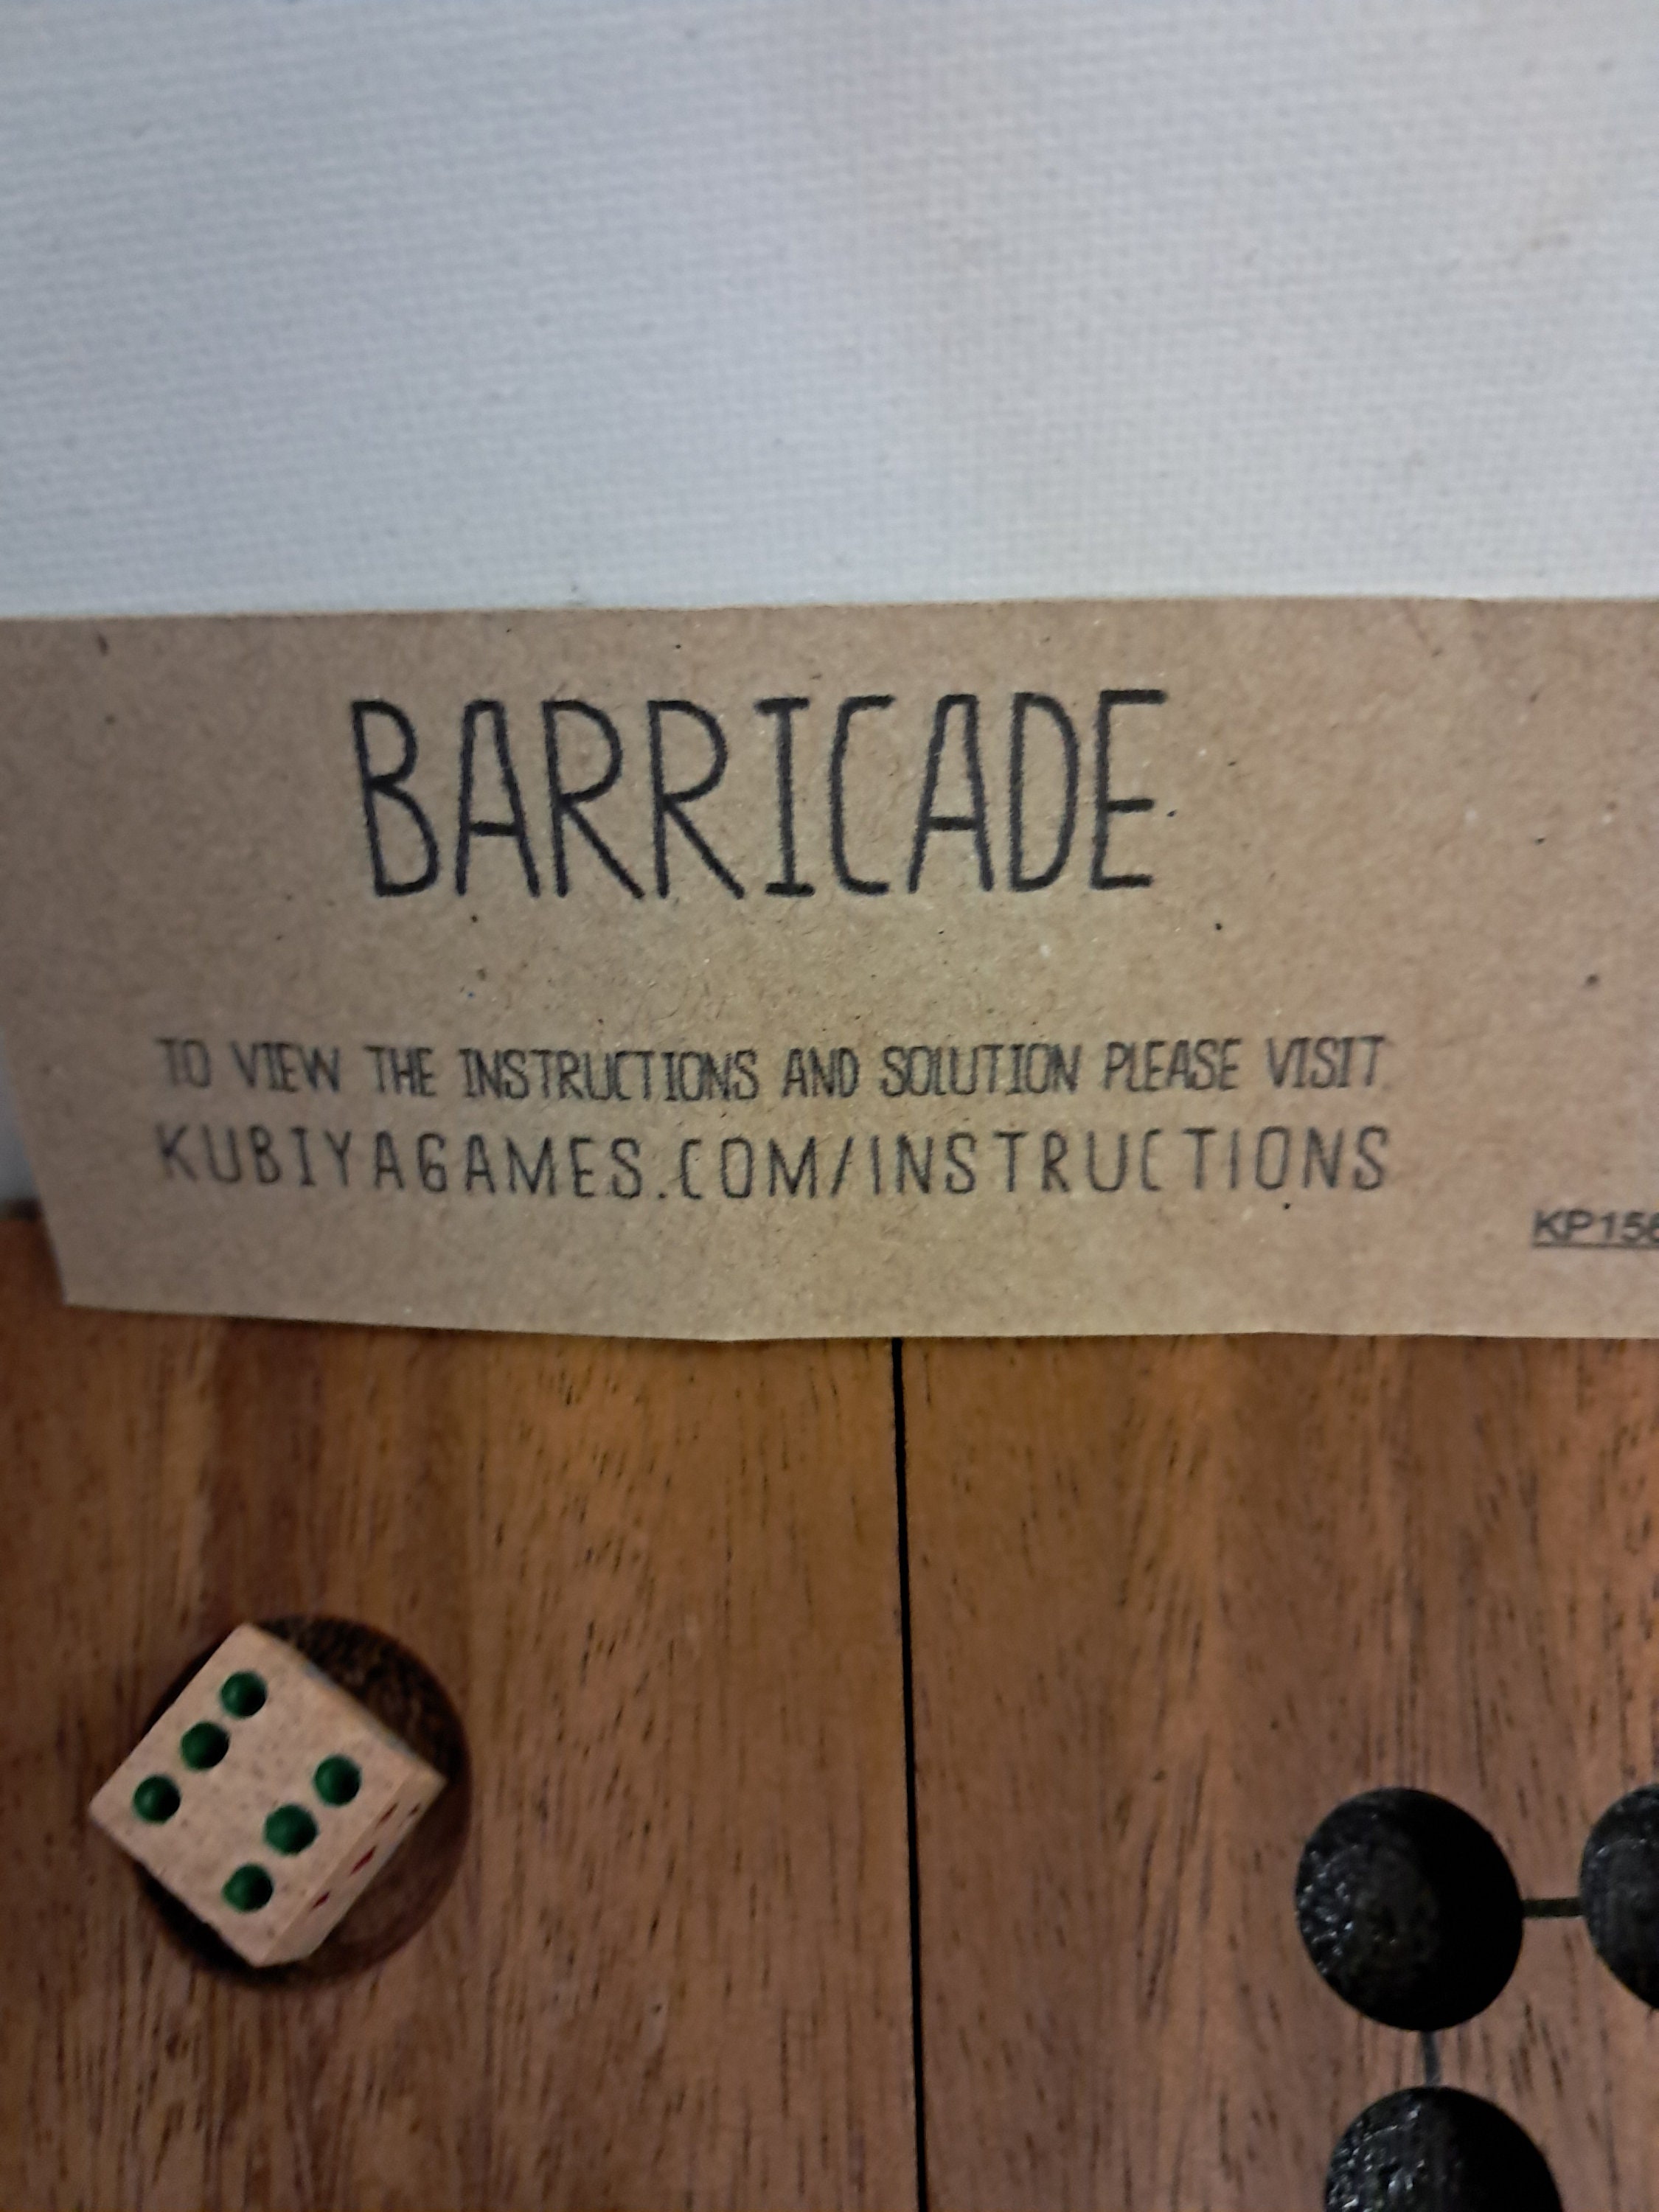 BARRICADE
TO VIEW THE INSTRUCTIONS AND SOLUTION PLEASE VISIT
KUBIYAGAMES.COM/INSTRUCTIONS